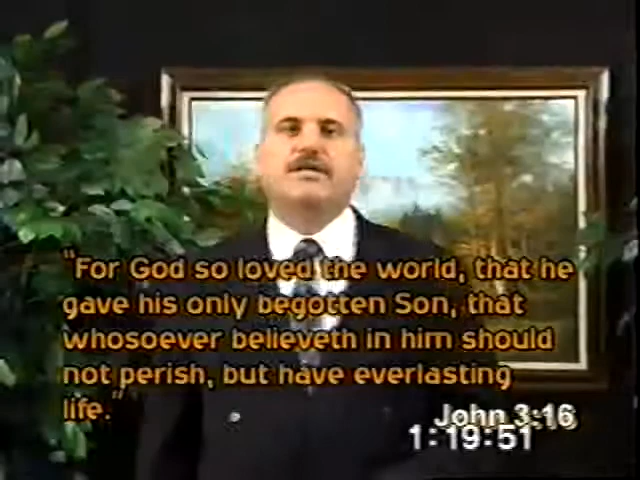 "For God so loved the world, that he
gave his only begotten Son, that
whosoever believeth in him should
not perish, but have everlasting
life."
John 3:16
1:19:51